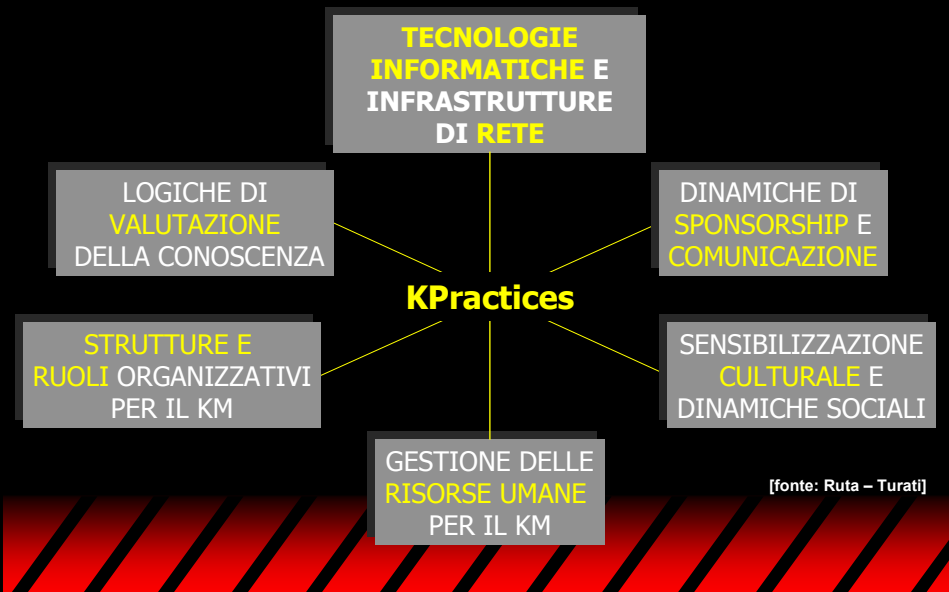 TECNOLOGIE
INFORMATICHE E
INFRASTRUTTURE
DI RETE
LOGICHE DI
VALUTAZIONE
DELLA CONOSCENZA
DINAMICHE DI
SPONSORSHIP E
COMUNICAZIONE
KPractices
STRUTTURE E
RUOLI ORGANIZZATIVI
PER IL KM
SENSIBILIZZAZIONE
CULTURALE E
DINAMICHE SOCIALI
GESTIONE DELLE
RISORSE UMANE
PER IL KM
[fonte: Ruta – Turati]